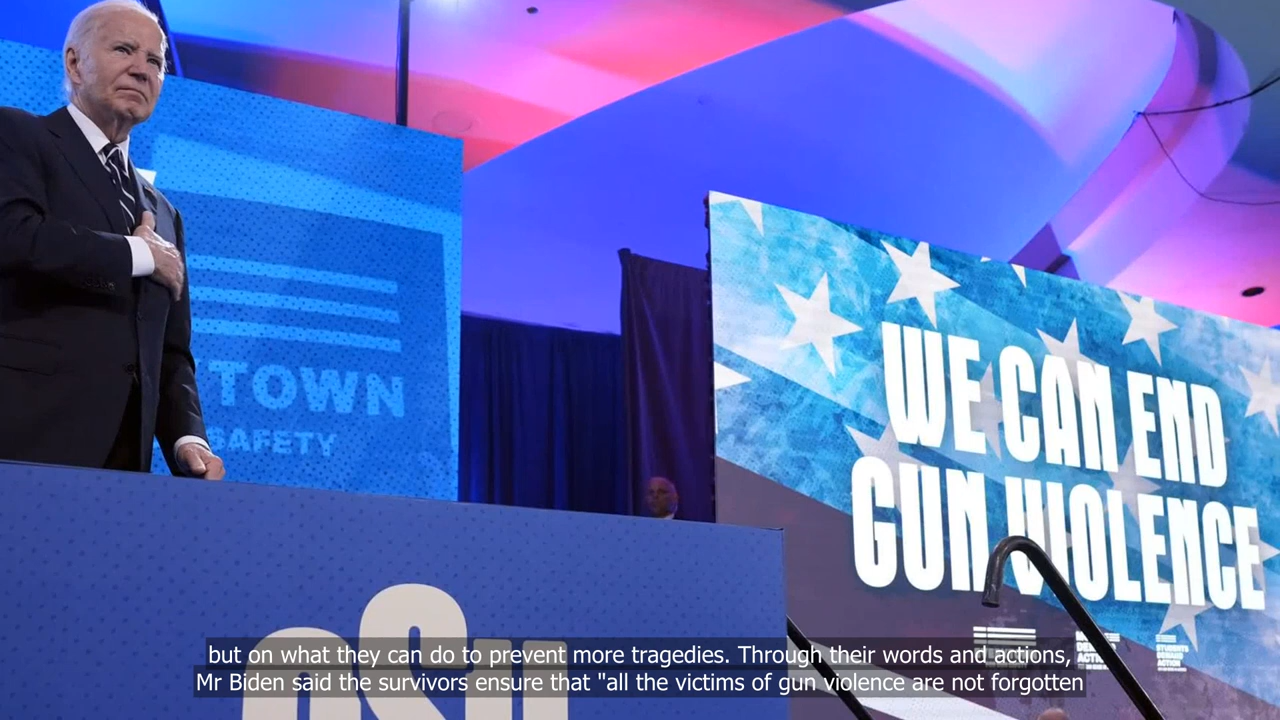 TOWN
SAFETY
WE CAN END
GUN VIOLENCE
GSU
but on what they can do to prevent more tragedies. Through their words and actions,
Mr Biden said the survivors ensure that "all the victims of gun violence are not forgotten